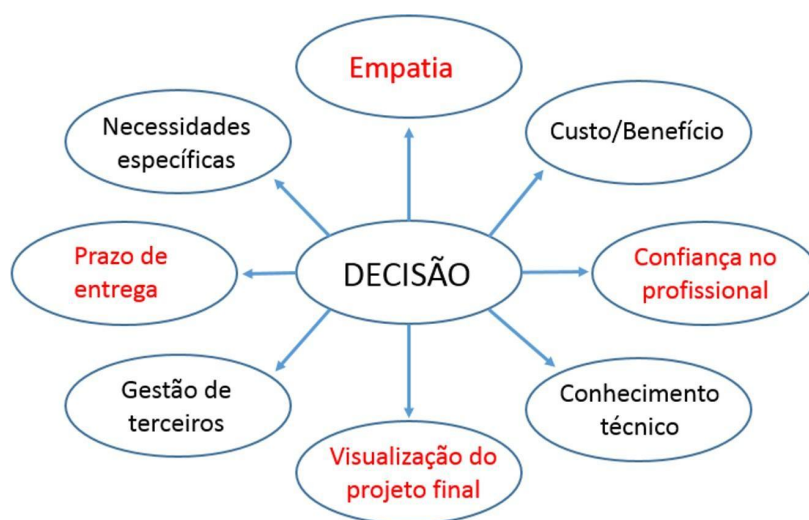 Empatia
Necessidades
específicas
Custo/Benefício
Prazo de
entrega
DECISÃO
Confiança no
profissional
Gestão de
terceiros
Conhecimento
técnico
Visualização do
projeto final